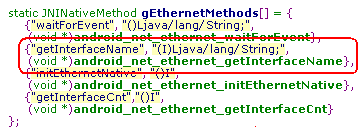 static JNINativeMethod gEthernetMethods[] = {
{"waitForEvent", "()Ljava/lang/String;",
(void *)android_net_ethernet_waitForEvent},
{"getInterfaceName", "(I)Ljava/lang/String;",
(void *)android_net_ethernet_getInterfaceName},
{"initEthernetNative", "()I",
(void *)android_net_ethernet_initEthernetNative},
{"getInterfaceCnt","()I",
(void *)android_net_ethernet_getInterfaceCnt}
};